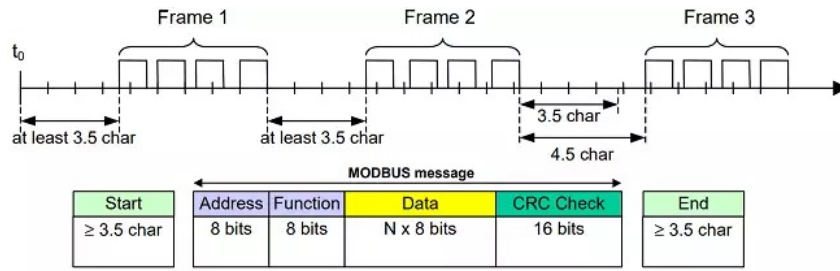 Frame 1 Frame 2 Frame 3
t0
at least 3.5 char at least 3.5 char 3.5 char
4.5 char
MODBUS message
Start Address Function Data CRC Check End
≥ 3.5 char 8 bits 8 bits N x 8 bits 16 bits ≥ 3.5 char